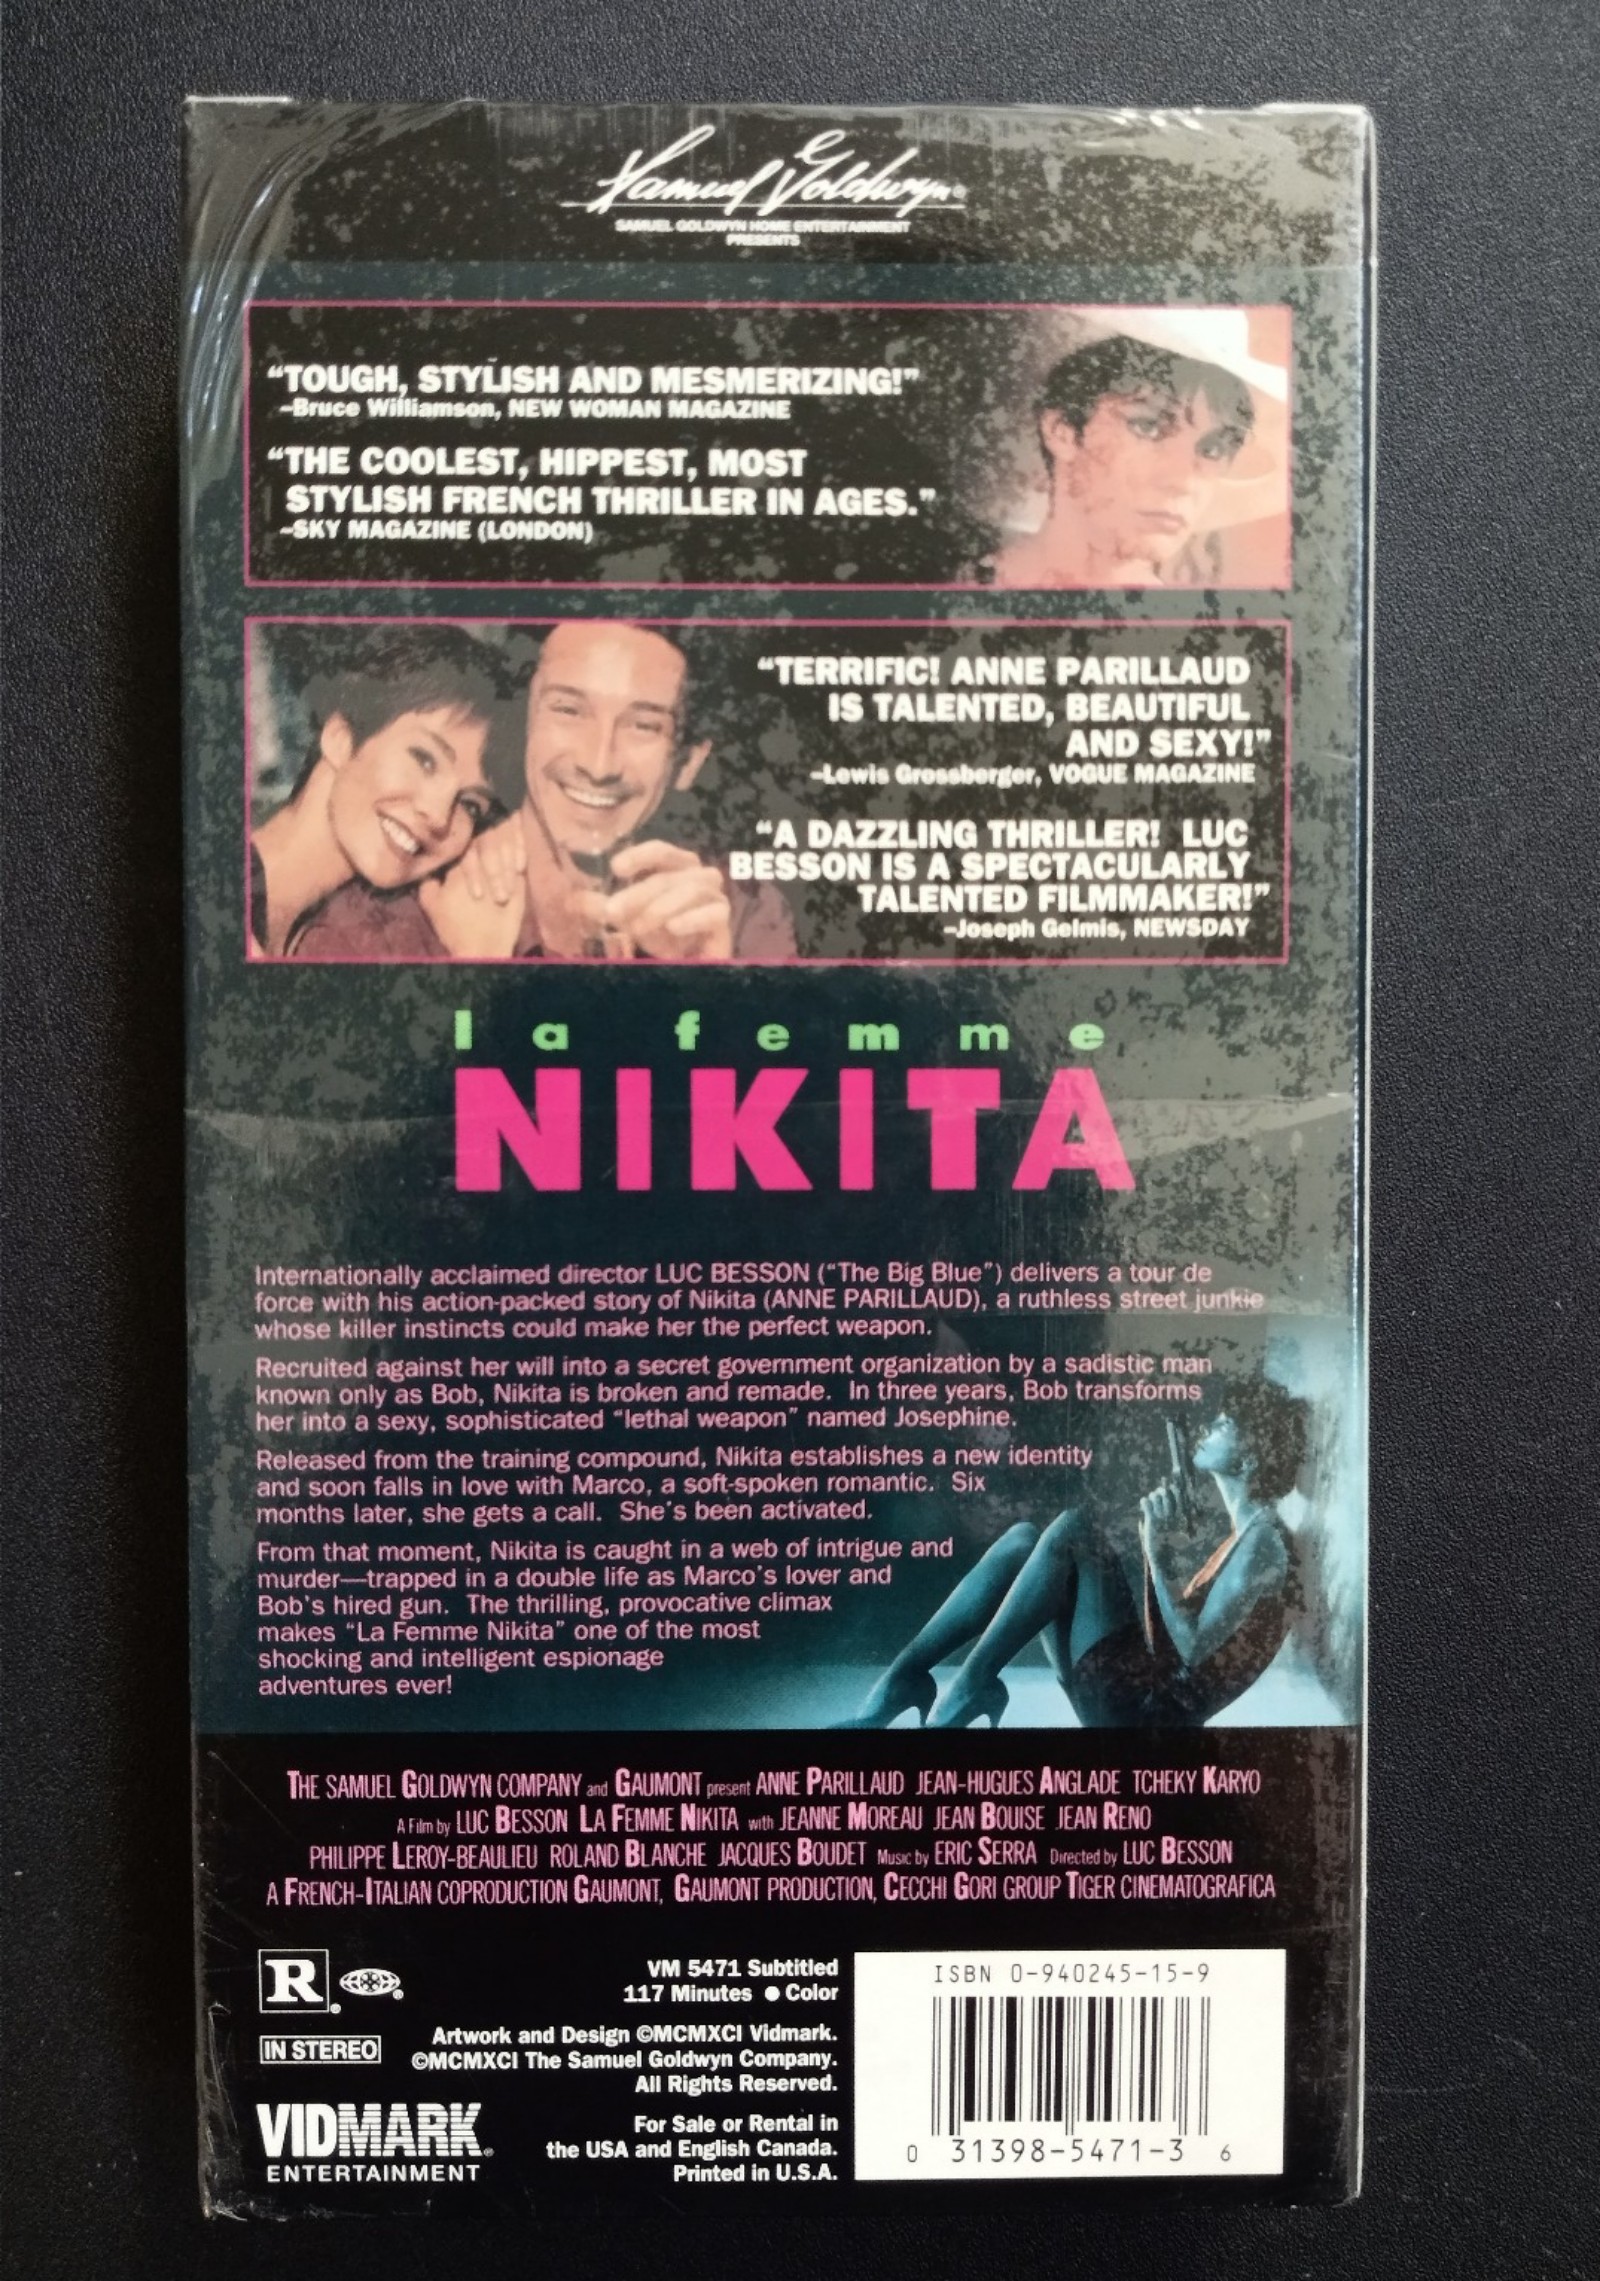 Samuel Goldwyn®
SAMUEL GOLDWYN HOME ENTERTAINMENT
PRESENTS
“TOUGH, STYLISH AND MESMERIZING!”
–Bruce Williamson, NEW WOMAN MAGAZINE
“THE COOLEST, HIPPEST, MOST
STYLISH FRENCH THRILLER IN AGES.”
–SKY MAGAZINE (LONDON)
“TERRIFIC! ANNE PARILLAUD
IS TALENTED, BEAUTIFUL
AND SEXY!”
–Lewis Grossberger, VOGUE MAGAZINE
“A DAZZLING THRILLER! LUC
BESSON IS A SPECTACULARLY
TALENTED FILMMAKER!”
–Joseph Gelmis, NEWSDAY
la femme
NIKITA
Internationally acclaimed director LUC BESSON (“The Big Blue”) delivers a tour de
force with his action-packed story of Nikita (ANNE PARILLAUD), a ruthless street junkie
whose killer instincts could make her the perfect weapon.
Recruited against her will into a secret government organization by a sadistic man
known only as Bob, Nikita is broken and remade. In three years, Bob transforms
her into a sexy, sophisticated “lethal weapon” named Josephine.
Released from the training compound, Nikita establishes a new identity
and soon falls in love with Marco, a soft-spoken romantic. Six
months later, she gets a call. She's been activated.
From that moment, Nikita is caught in a web of intrigue and
murder—trapped in a double life as Marco's lover and
Bob's hired gun. The thrilling, provocative climax
makes “La Femme Nikita” one of the most
shocking and intelligent espionage
adventures ever!
THE SAMUEL GOLDWYN COMPANY and GAUMONT present ANNE PARILLAUD JEAN-HUGUES ANGLADE TCHEKY KARYO
A Film by LUC BESSON LA FEMME NIKITA with JEANNE MOREAU JEAN BOUISE JEAN RENO
PHILIPPE LEROY-BEAULIEU ROLAND BLANCHE JACQUES BOUDET Music by ERIC SERRA Directed by LUC BESSON
A FRENCH-ITALIAN COPRODUCTION GAUMONT, GAUMONT PRODUCTION, CECCHI GORI GROUP TIGER CINEMATOGRAFICA
R®
IN STEREO
VIDMARK®
ENTERTAINMENT
VM 5471 Subtitled
117 Minutes ● Color
Artwork and Design ©MCMXCI Vidmark.
©MCMXCI The Samuel Goldwyn Company.
All Rights Reserved.
For Sale or Rental in
the USA and English Canada.
Printed in U.S.A.
ISBN 0-940245-15-9
0 31398-5471-3 6